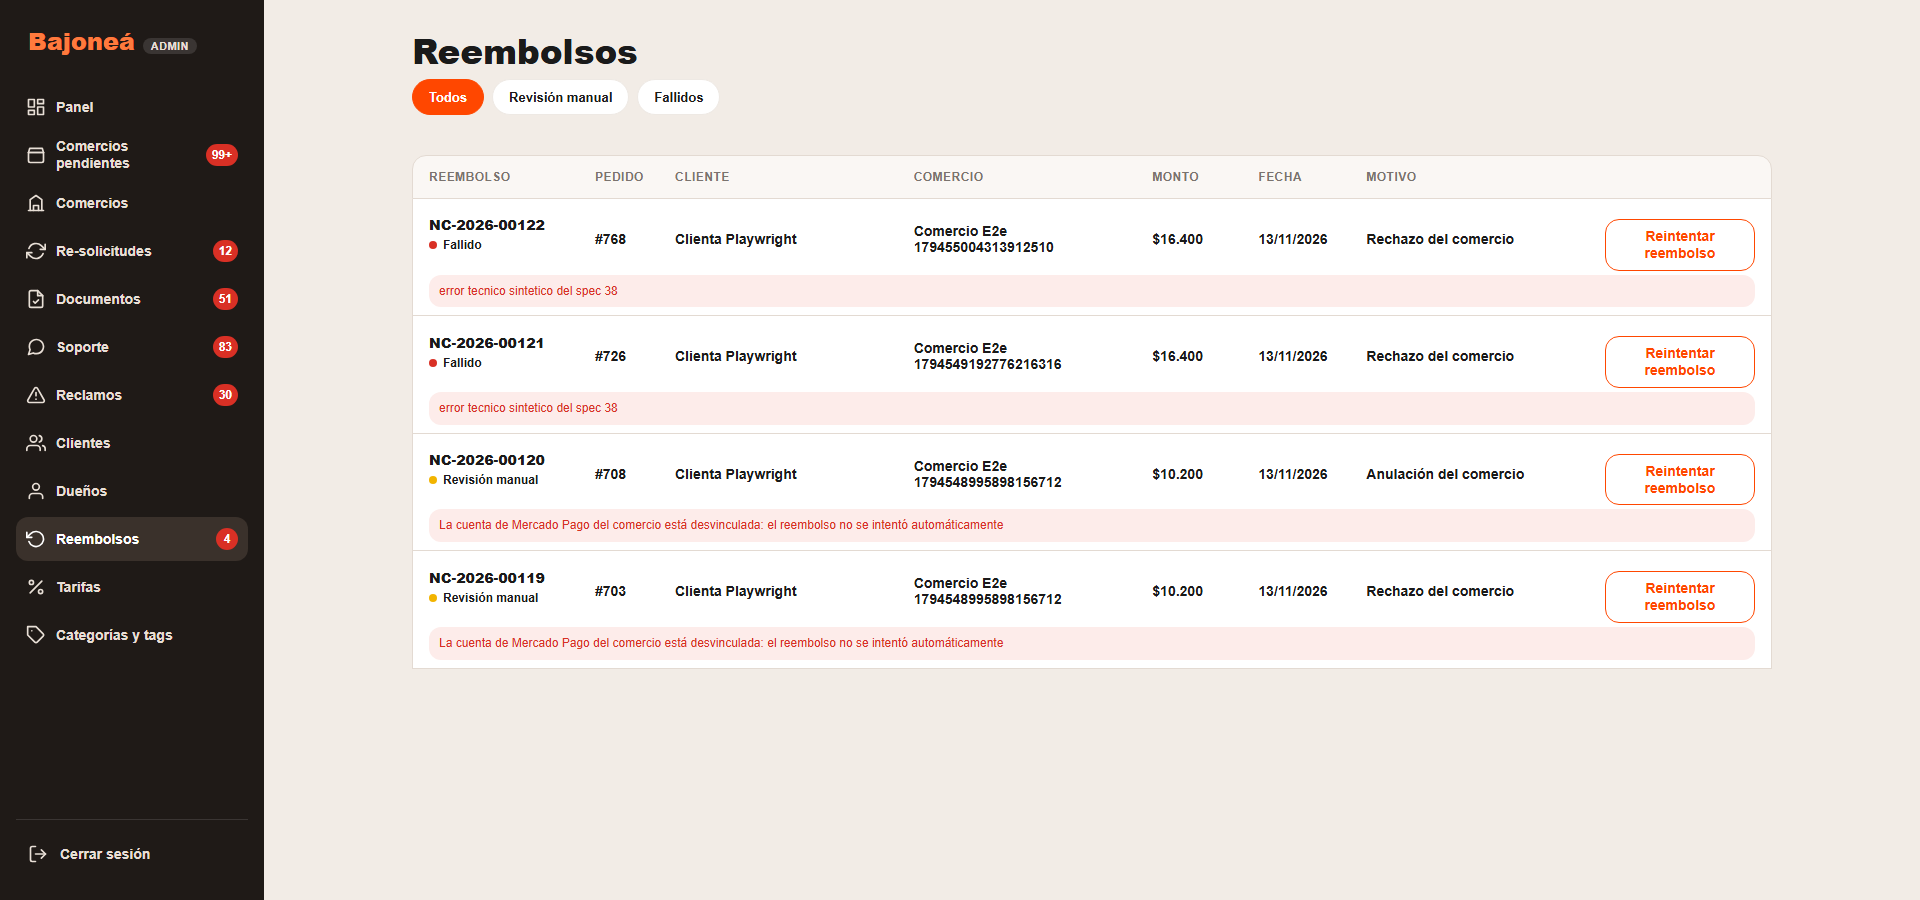 Bajoneá ADMIN
Panel
Comercios pendientes 99+
Comercios
Re-solicitudes 12
Documentos 51
Soporte 83
Reclamos 30
Clientes
Dueños
Reembolsos 4
Tarifas
Categorías y tags
Cerrar sesión
Reembolsos
Todos Revisión manual Fallidos
REEMBOLSO PEDIDO CLIENTE COMERCIO MONTO FECHA MOTIVO
NC-2026-00122
Fallido
#768 Clienta Playwright Comercio E2e 179455004313912510 $16.400 13/11/2026 Rechazo del comercio Reintentar reembolso
error tecnico sintetico del spec 38
NC-2026-00121
Fallido
#726 Clienta Playwright Comercio E2e 1794549192776216316 $16.400 13/11/2026 Rechazo del comercio Reintentar reembolso
error tecnico sintetico del spec 38
NC-2026-00120
Revisión manual
#708 Clienta Playwright Comercio E2e 1794548995898156712 $10.200 13/11/2026 Anulación del comercio Reintentar reembolso
La cuenta de Mercado Pago del comercio está desvinculada: el reembolso no se intentó automáticamente
NC-2026-00119
Revisión manual
#703 Clienta Playwright Comercio E2e 1794548995898156712 $10.200 13/11/2026 Rechazo del comercio Reintentar reembolso
La cuenta de Mercado Pago del comercio está desvinculada: el reembolso no se intentó automáticamente